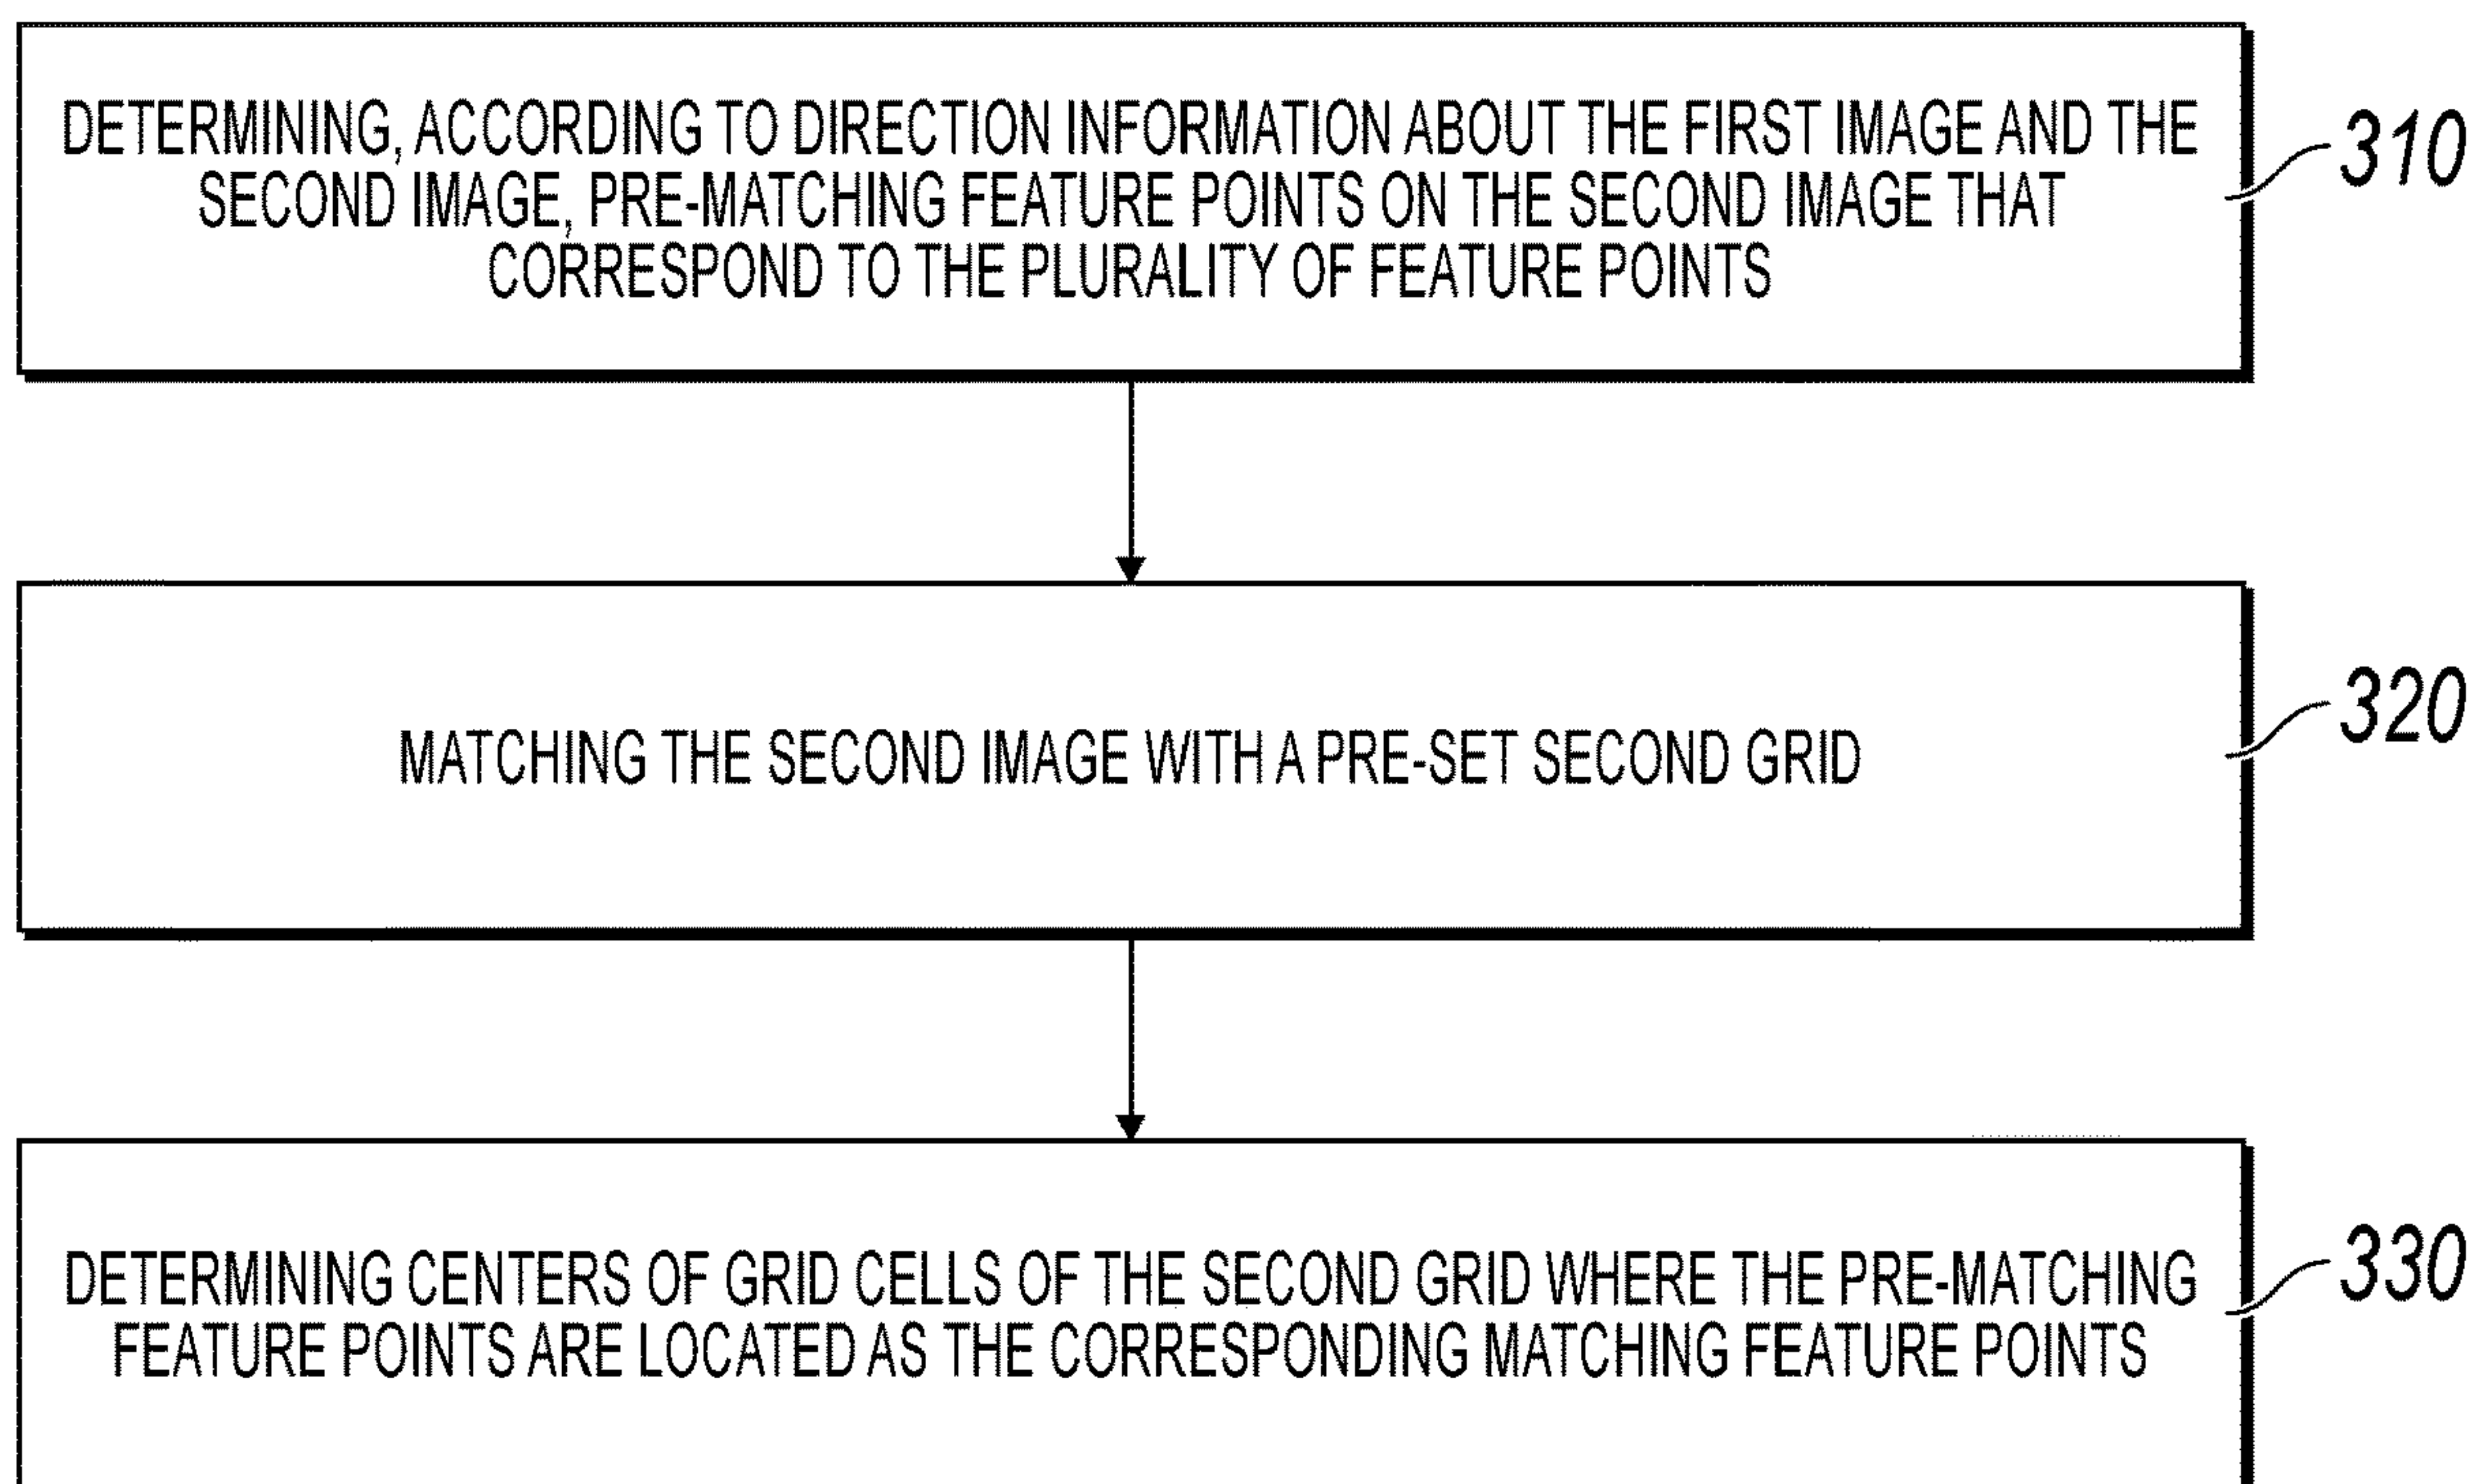 DETERMINING, ACCORDING TO DIRECTION INFORMATION ABOUT THE FIRST IMAGE AND THE
SECOND IMAGE, PRE-MATCHING FEATURE POINTS ON THE SECOND IMAGE THAT
CORRESPOND TO THE PLURALITY OF FEATURE POINTS
310
MATCHING THE SECOND IMAGE WITH A PRE-SET SECOND GRID
320
DETERMINING CENTERS OF GRID CELLS OF THE SECOND GRID WHERE THE PRE-MATCHING
FEATURE POINTS ARE LOCATED AS THE CORRESPONDING MATCHING FEATURE POINTS
330